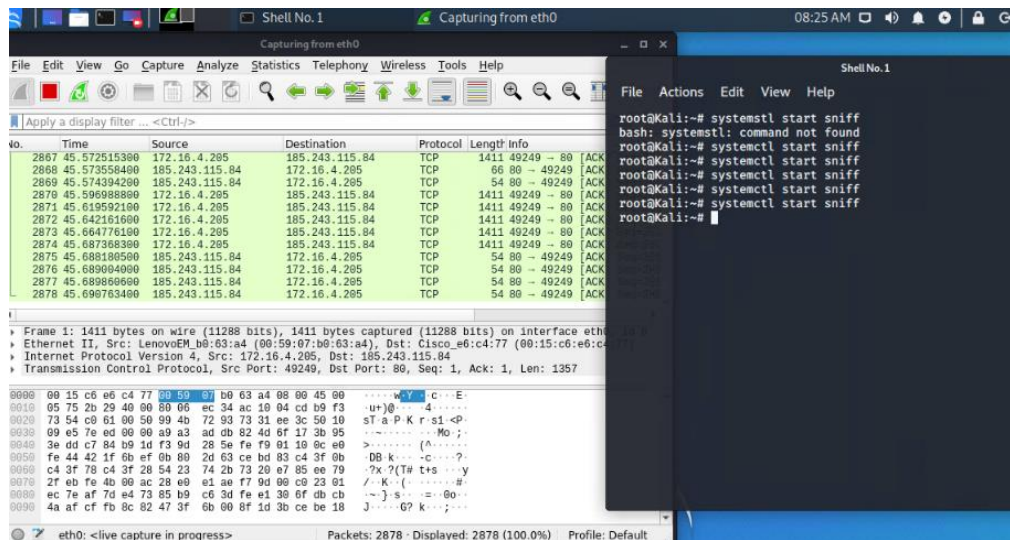 Shell No. 1
Capturing from eth0
08:25 AM
Capturing from eth0
File Edit View Go Capture Analyze Statistics Telephony Wireless Tools Help
Apply a display filter ... <Ctrl-/>
No. Time Source Destination Protocol Length Info
2867 45.572515300 172.16.4.205 185.243.115.84 TCP 1411 49249 → 80 [ACK
2868 45.573558400 185.243.115.84 172.16.4.205 TCP 66 80 → 49249 [ACK
2869 45.574394200 185.243.115.84 172.16.4.205 TCP 54 80 → 49249 [ACK
2870 45.596988800 172.16.4.205 185.243.115.84 TCP 1411 49249 → 80 [ACK
2871 45.619592100 172.16.4.205 185.243.115.84 TCP 1411 49249 → 80 [ACK
2872 45.642161600 172.16.4.205 185.243.115.84 TCP 1411 49249 → 80 [ACK
2873 45.664776100 172.16.4.205 185.243.115.84 TCP 1411 49249 → 80 [ACK
2874 45.687368300 172.16.4.205 185.243.115.84 TCP 1411 49249 → 80 [ACK
2875 45.688180500 185.243.115.84 172.16.4.205 TCP 54 80 → 49249 [ACK
2876 45.689004000 185.243.115.84 172.16.4.205 TCP 54 80 → 49249 [ACK
2877 45.689860600 185.243.115.84 172.16.4.205 TCP 54 80 → 49249 [ACK
2878 45.690763400 185.243.115.84 172.16.4.205 TCP 54 80 → 49249 [ACK
Frame 1: 1411 bytes on wire (11288 bits), 1411 bytes captured (11288 bits) on interface eth0,
Ethernet II, Src: LenovoEM_b0:63:a4 (00:59:07:b0:63:a4), Dst: Cisco_e6:c4:77 (00:15:c6:e6:c4:77)
Internet Protocol Version 4, Src: 172.16.4.205, Dst: 185.243.115.84
Transmission Control Protocol, Src Port: 49249, Dst Port: 80, Seq: 1, Ack: 1, Len: 1357
0000 00 15 c6 e6 c4 77 00 59 07 b0 63 a4 08 00 45 00 ·····w·Y ··c···E·
0010 05 75 2b 29 40 00 80 06 ec 34 ac 10 04 cd b9 f3 ·u+)@··· ·4······
0020 73 54 c0 61 00 50 99 4b 72 93 73 31 ee 3c 50 10 sT·a·P·K r·s1·<P·
0030 09 e5 7e ed 00 00 a9 a3 ad db 82 4d 6f 17 3b 95 ··~····· ···Mo·;·
0040 3e dd c7 84 b9 1d f3 9d 28 5e fe f9 01 10 0c e0 >······· (^······
0050 fe 44 42 1f 6b ef 0b 80 2d 63 ce bd 83 c4 3f 0b ·DB·k··· -c····?·
0060 c4 3f 78 c4 3f 28 54 23 74 2b 73 20 e7 85 ee 79 ·?x·?(T# t+s ···y
0070 2f eb fe 4b 00 ac 28 e0 e1 ae f7 9d 00 c0 23 01 /··K··(· ······#·
0080 ec 7e af 7d e4 73 85 b9 c6 3d fe e1 30 6f db cb ·~·}·s·· ·=··0o··
0090 4a af cf fb 8c 82 47 3f 6b 00 8f 1d 3b ce be 18 J·····G? k···;···
eth0: <live capture in progress> Packets: 2878 · Displayed: 2878 (100.0%) Profile: Default
Shell No. 1
File Actions Edit View Help
root@Kali:~# systemstl start sniff
bash: systemstl: command not found
root@Kali:~# systemctl start sniff
root@Kali:~# systemctl start sniff
root@Kali:~# systemctl start sniff
root@Kali:~# systemctl start sniff
root@Kali:~# systemctl start sniff
root@Kali:~#